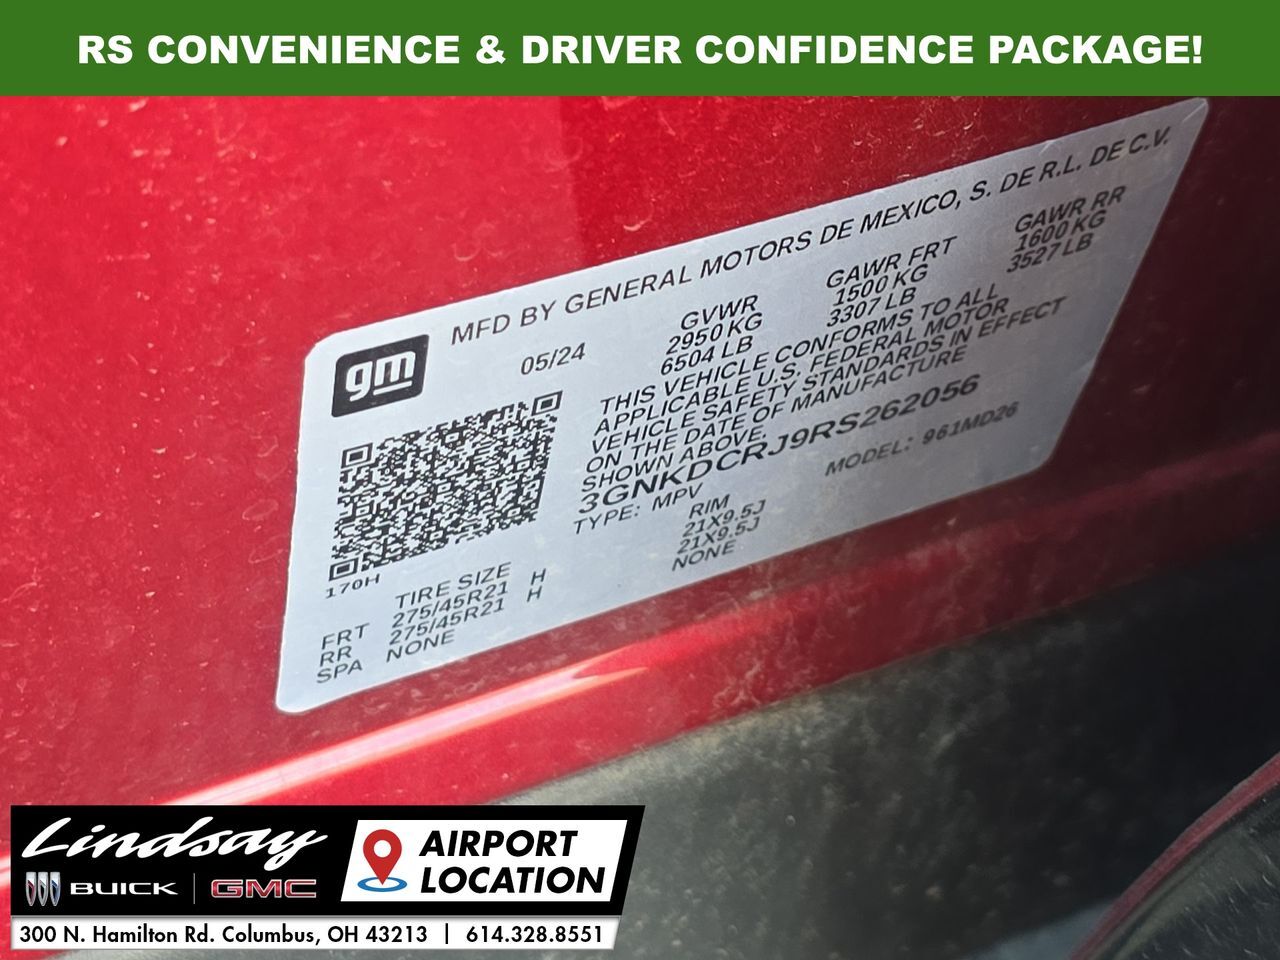 RS CONVENIENCE & DRIVER CONFIDENCE PACKAGE!
MFD BY GENERAL MOTORS DE MEXICO, S. DE R.L. DE C.V.
gm
05/24
GVWR
2950 KG
6504 LB
GAWR FRT
1500 KG
3307 LB
GAWR RR
1600 KG
3527 LB
THIS VEHICLE CONFORMS TO ALL
APPLICABLE U.S. FEDERAL MOTOR
VEHICLE SAFETY STANDARDS IN EFFECT
ON THE DATE OF MANUFACTURE
SHOWN ABOVE.
3GNKDCRJ9RS262056
TYPE: MPV
MODEL: 961MD26
170H
TIRE SIZE RIM
FRT 275/45R21 H 21X9.5J
RR 275/45R21 H 21X9.5J
SPA NONE NONE
Lindsay
BUICK | GMC
AIRPORT
LOCATION
300 N. Hamilton Rd. Columbus, OH 43213 | 614.328.8551